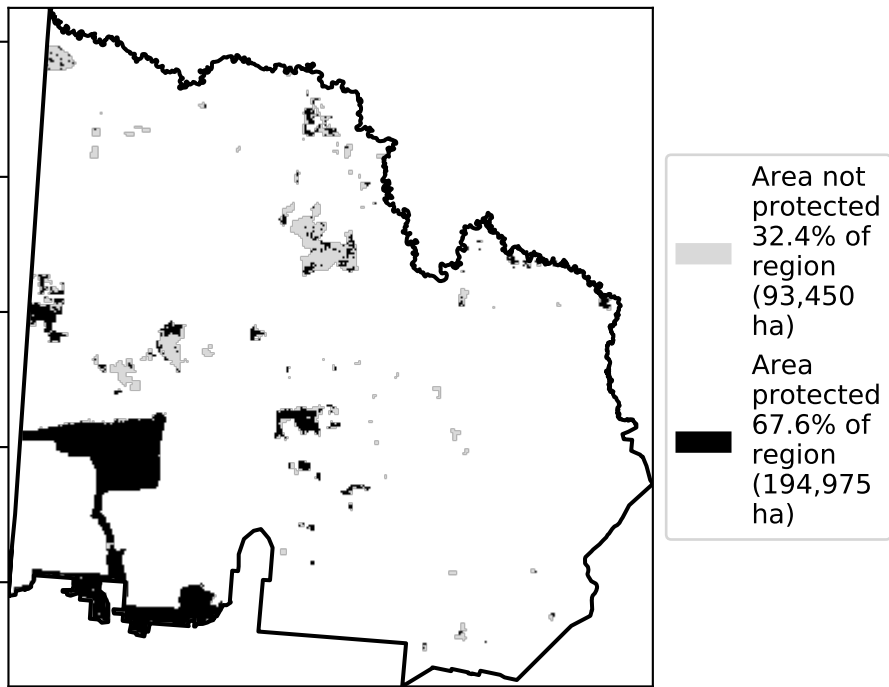 Area not
protected
32.4% of
region
(93,450
ha)
Area
protected
67.6% of
region
(194,975
ha)